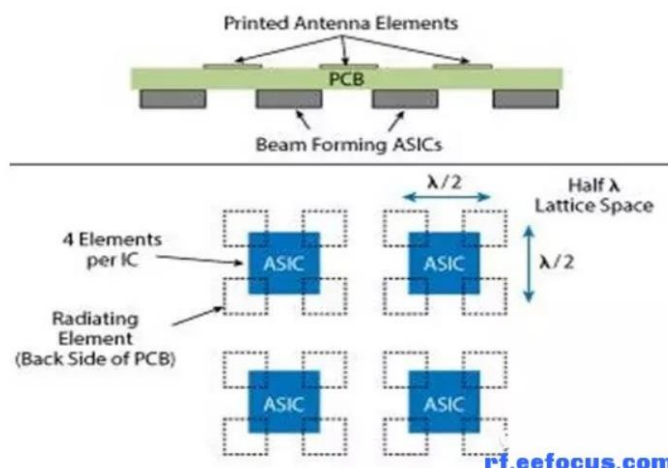 Printed Antenna Elements
PCB
Beam Forming ASICs
λ/2
Half λ
Lattice Space
4 Elements
per IC
ASIC
ASIC
λ/2
Radiating
Element
(Back Side of PCB)
ASIC
ASIC
rf.eefocus.com